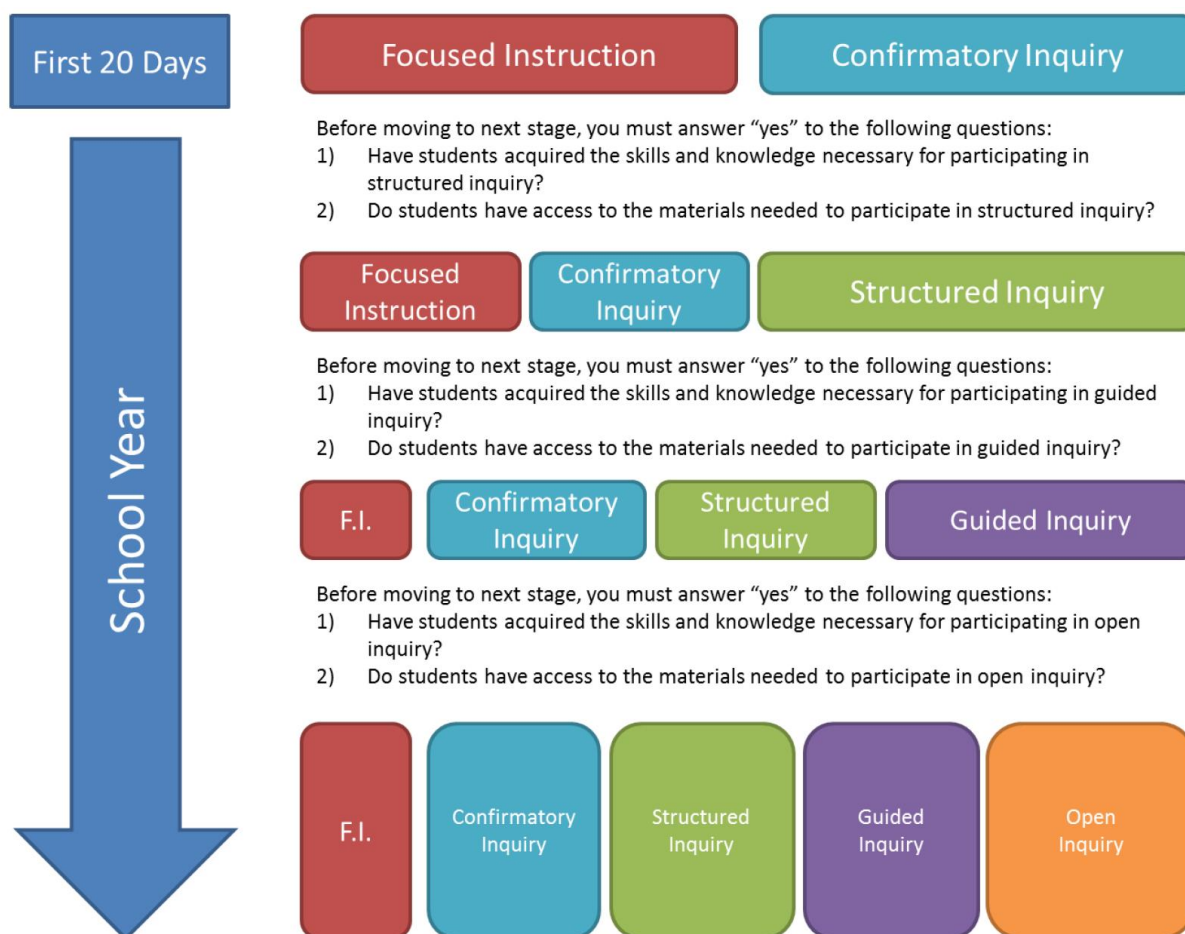 First 20 Days
Focused Instruction
Confirmatory Inquiry
Before moving to next stage, you must answer “yes” to the following questions:
1) Have students acquired the skills and knowledge necessary for participating in
structured inquiry?
2) Do students have access to the materials needed to participate in structured inquiry?
Focused
Instruction
Confirmatory
Inquiry
Structured Inquiry
Before moving to next stage, you must answer “yes” to the following questions:
1) Have students acquired the skills and knowledge necessary for participating in guided
inquiry?
2) Do students have access to the materials needed to participate in guided inquiry?
School Year
F.I.
Confirmatory
Inquiry
Structured
Inquiry
Guided Inquiry
Before moving to next stage, you must answer “yes” to the following questions:
1) Have students acquired the skills and knowledge necessary for participating in open
inquiry?
2) Do students have access to the materials needed to participate in open inquiry?
F.I.
Confirmatory
Inquiry
Structured
Inquiry
Guided
Inquiry
Open
Inquiry